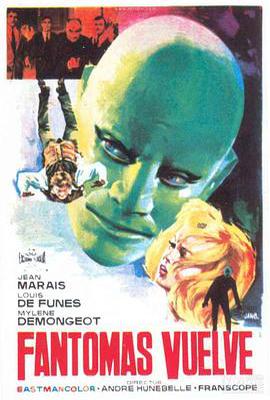 JEAN
MARAIS
LOUIS
DE FUNES
MYLENE
DEMONGEOT
FANTOMAS VUELVE
DIRECTOR
EASTMANCOLOR - ANDRE HUNEBELLE - FRANSCOPE